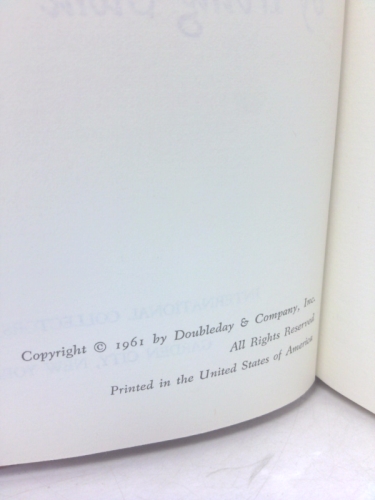 Copyright © 1961 by Doubleday & Company, Inc.
All Rights Reserved
Printed in the United States of America